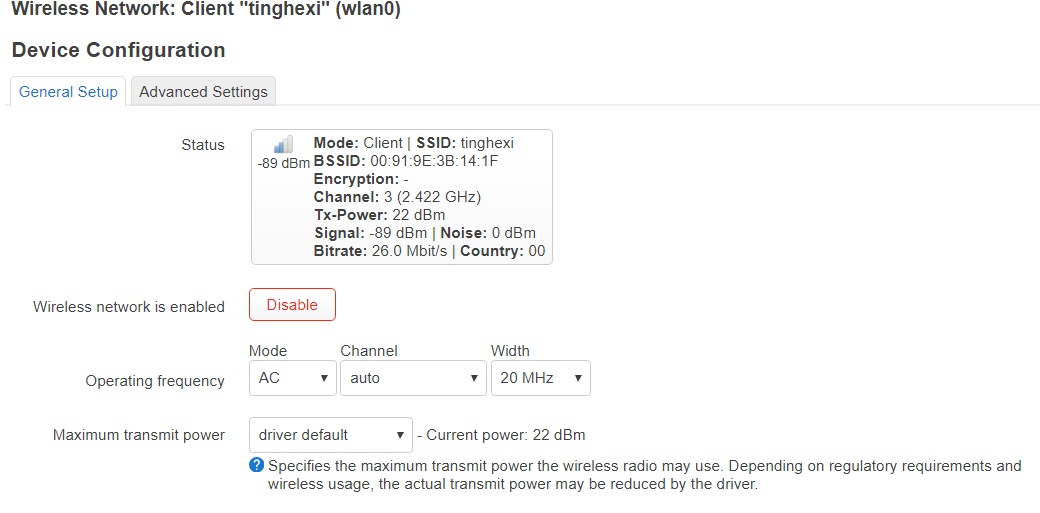 Wireless Network: Client "tinghexi" (wlan0)
Device Configuration
General Setup Advanced Settings
Status
-89 dBm
Mode: Client | SSID: tinghexi
BSSID: 00:91:9E:3B:14:1F
Encryption: -
Channel: 3 (2.422 GHz)
Tx-Power: 22 dBm
Signal: -89 dBm | Noise: 0 dBm
Bitrate: 26.0 Mbit/s | Country: 00
Wireless network is enabled Disable
Mode Channel Width
Operating frequency AC auto 20 MHz
Maximum transmit power driver default - Current power: 22 dBm
? Specifies the maximum transmit power the wireless radio may use. Depending on regulatory requirements and
wireless usage, the actual transmit power may be reduced by the driver.